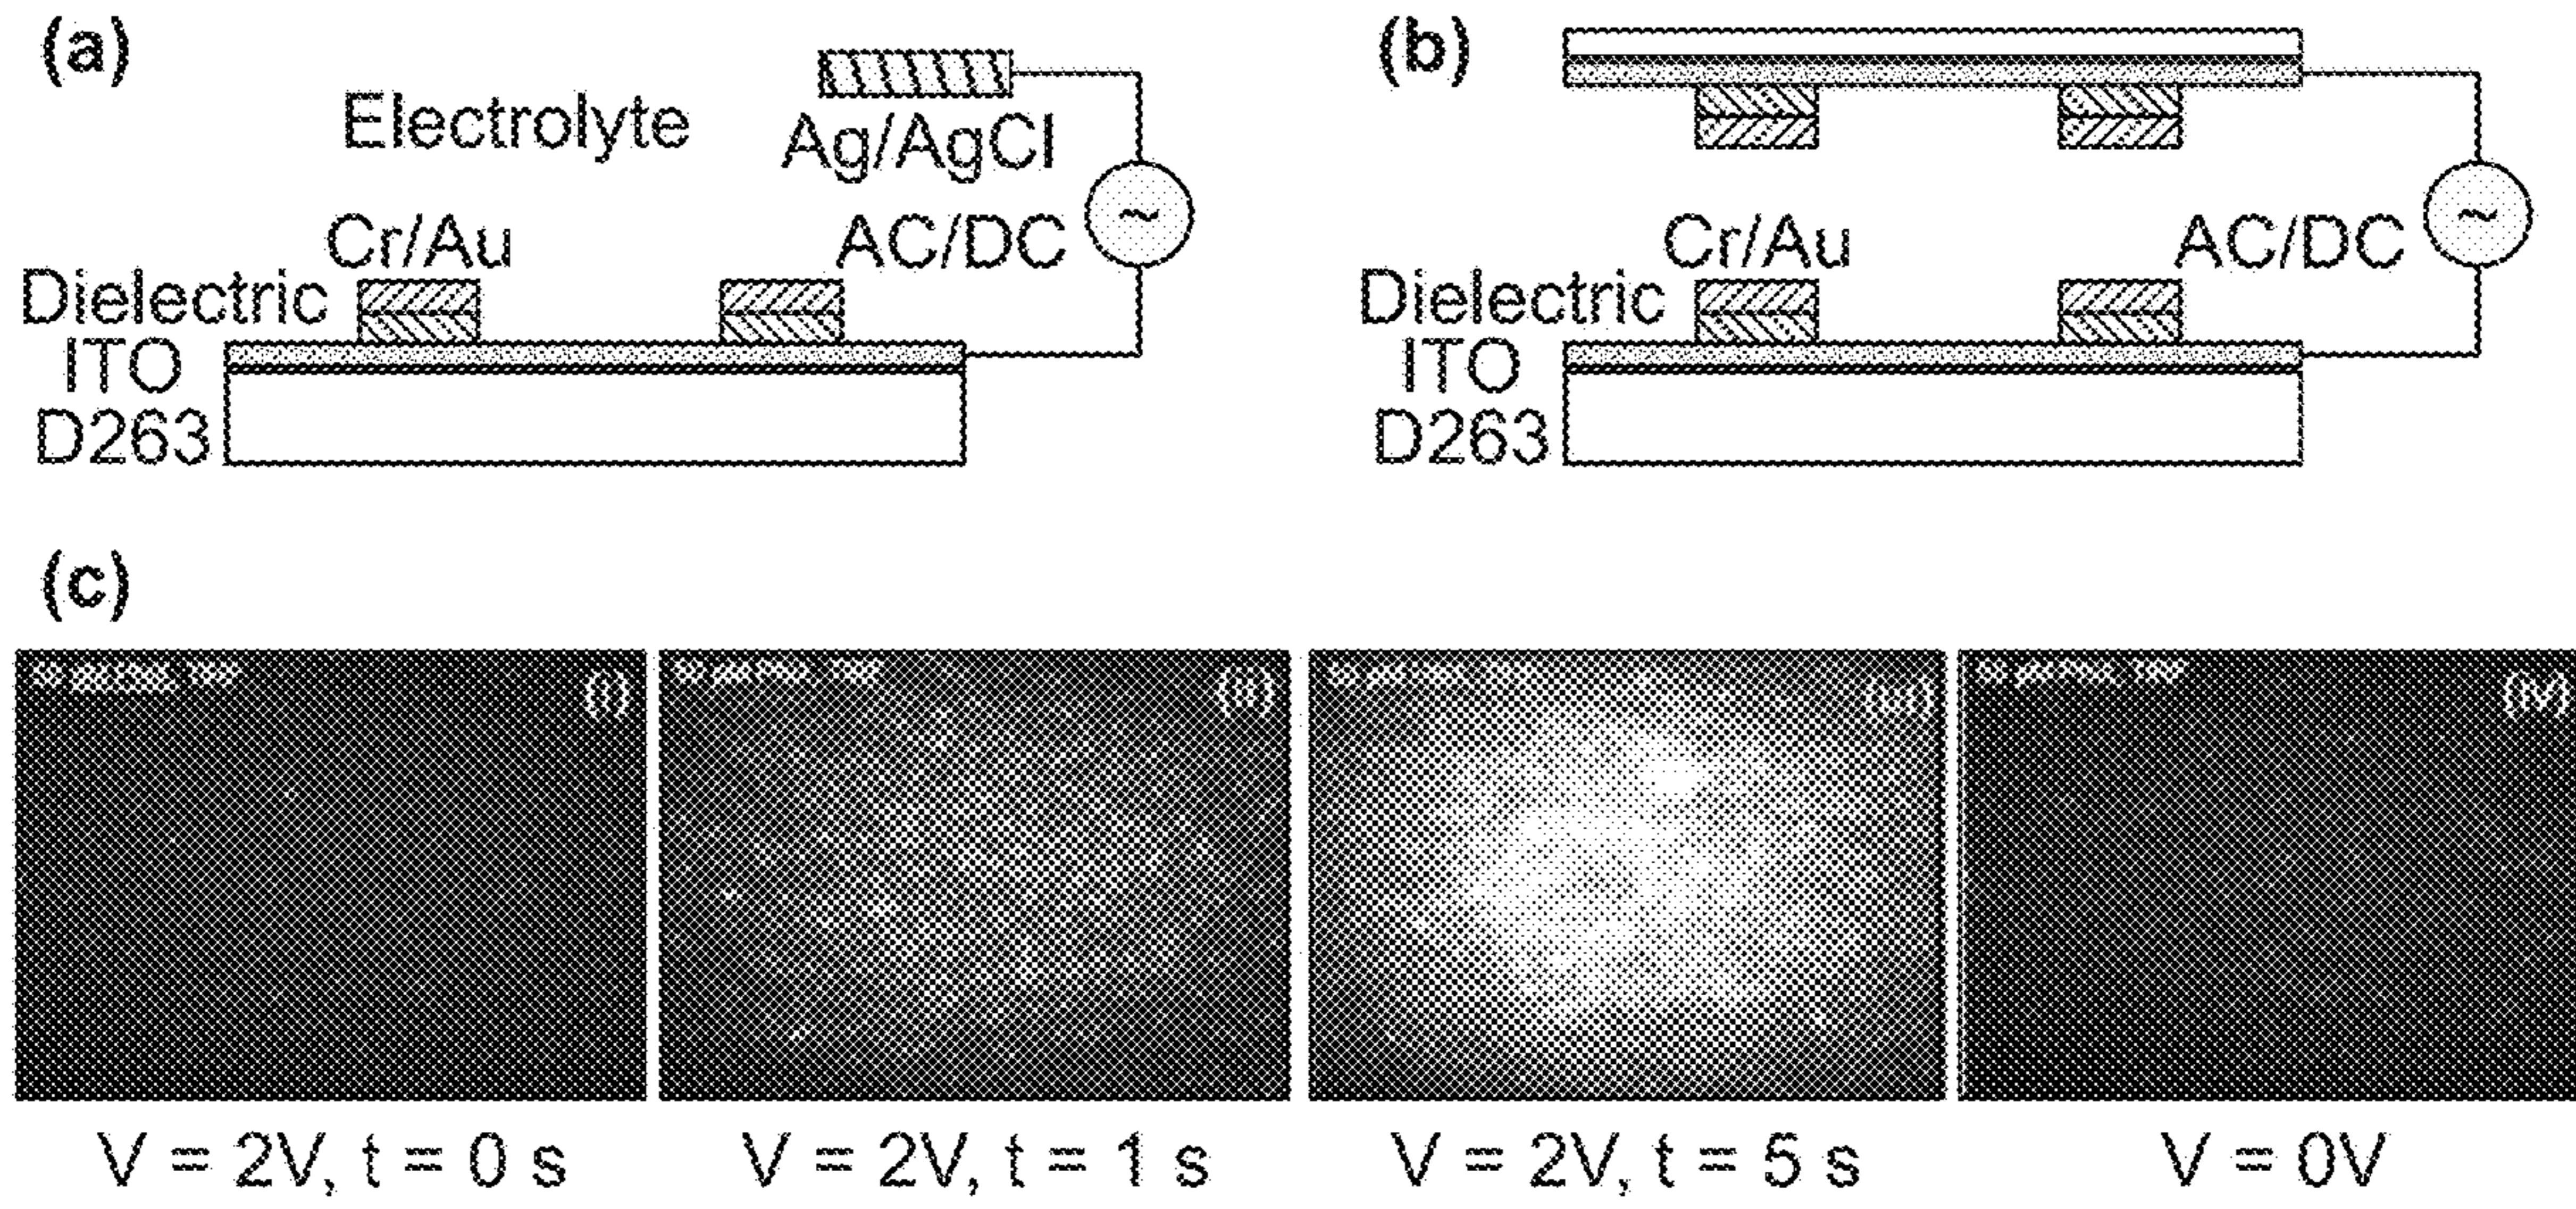 (a)
Electrolyte
Ag/AgCl
Cr/Au
AC/DC
~
Dielectric
ITO
D263
(b)
Cr/Au
AC/DC
~
Dielectric
ITO
D263
(c)
(i)
(ii)
(iii)
(iv)
V = 2V, t = 0 s
V = 2V, t = 1 s
V = 2V, t = 5 s
V = 0V